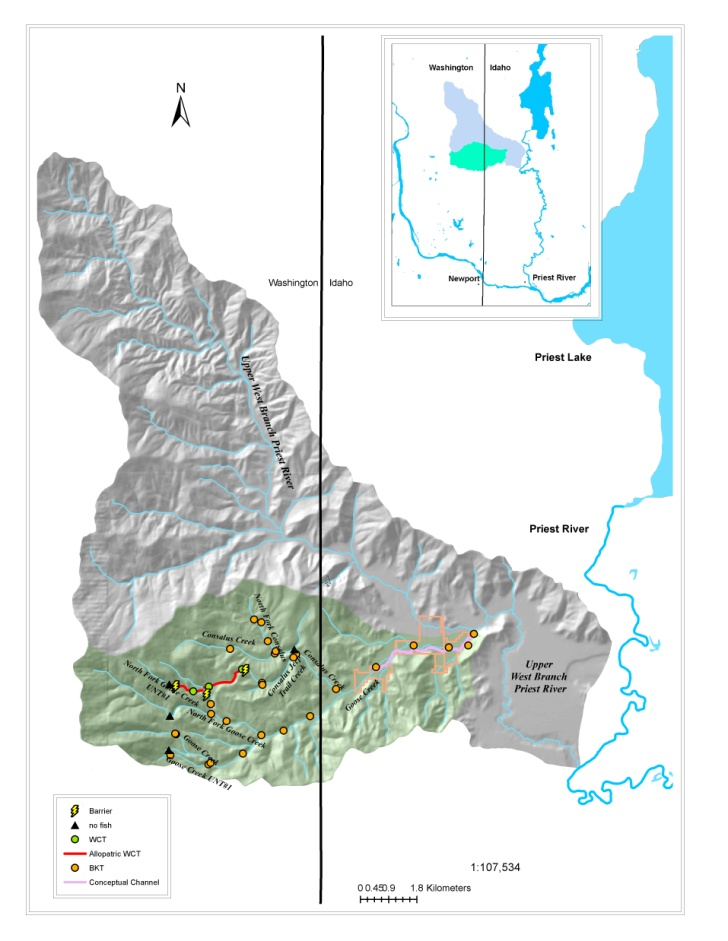 N
Washington Idaho
Newport Priest River
Washington Idaho
Priest Lake
Upper West Branch Priest River
Priest River
North Fork Consalus
Consalus Creek
Consalus Creek
Trail Creek
Goose Creek
North Fork Goose Creek
UNT#1
North Fork Goose Creek
Goose Creek
Goose Creek UNT#1
Upper
West Branch
Priest River
Barrier
no fish
WCT
Allopatric WCT
BKT
Conceptual Channel
1:107,534
0 0.45 0.9 1.8 Kilometers